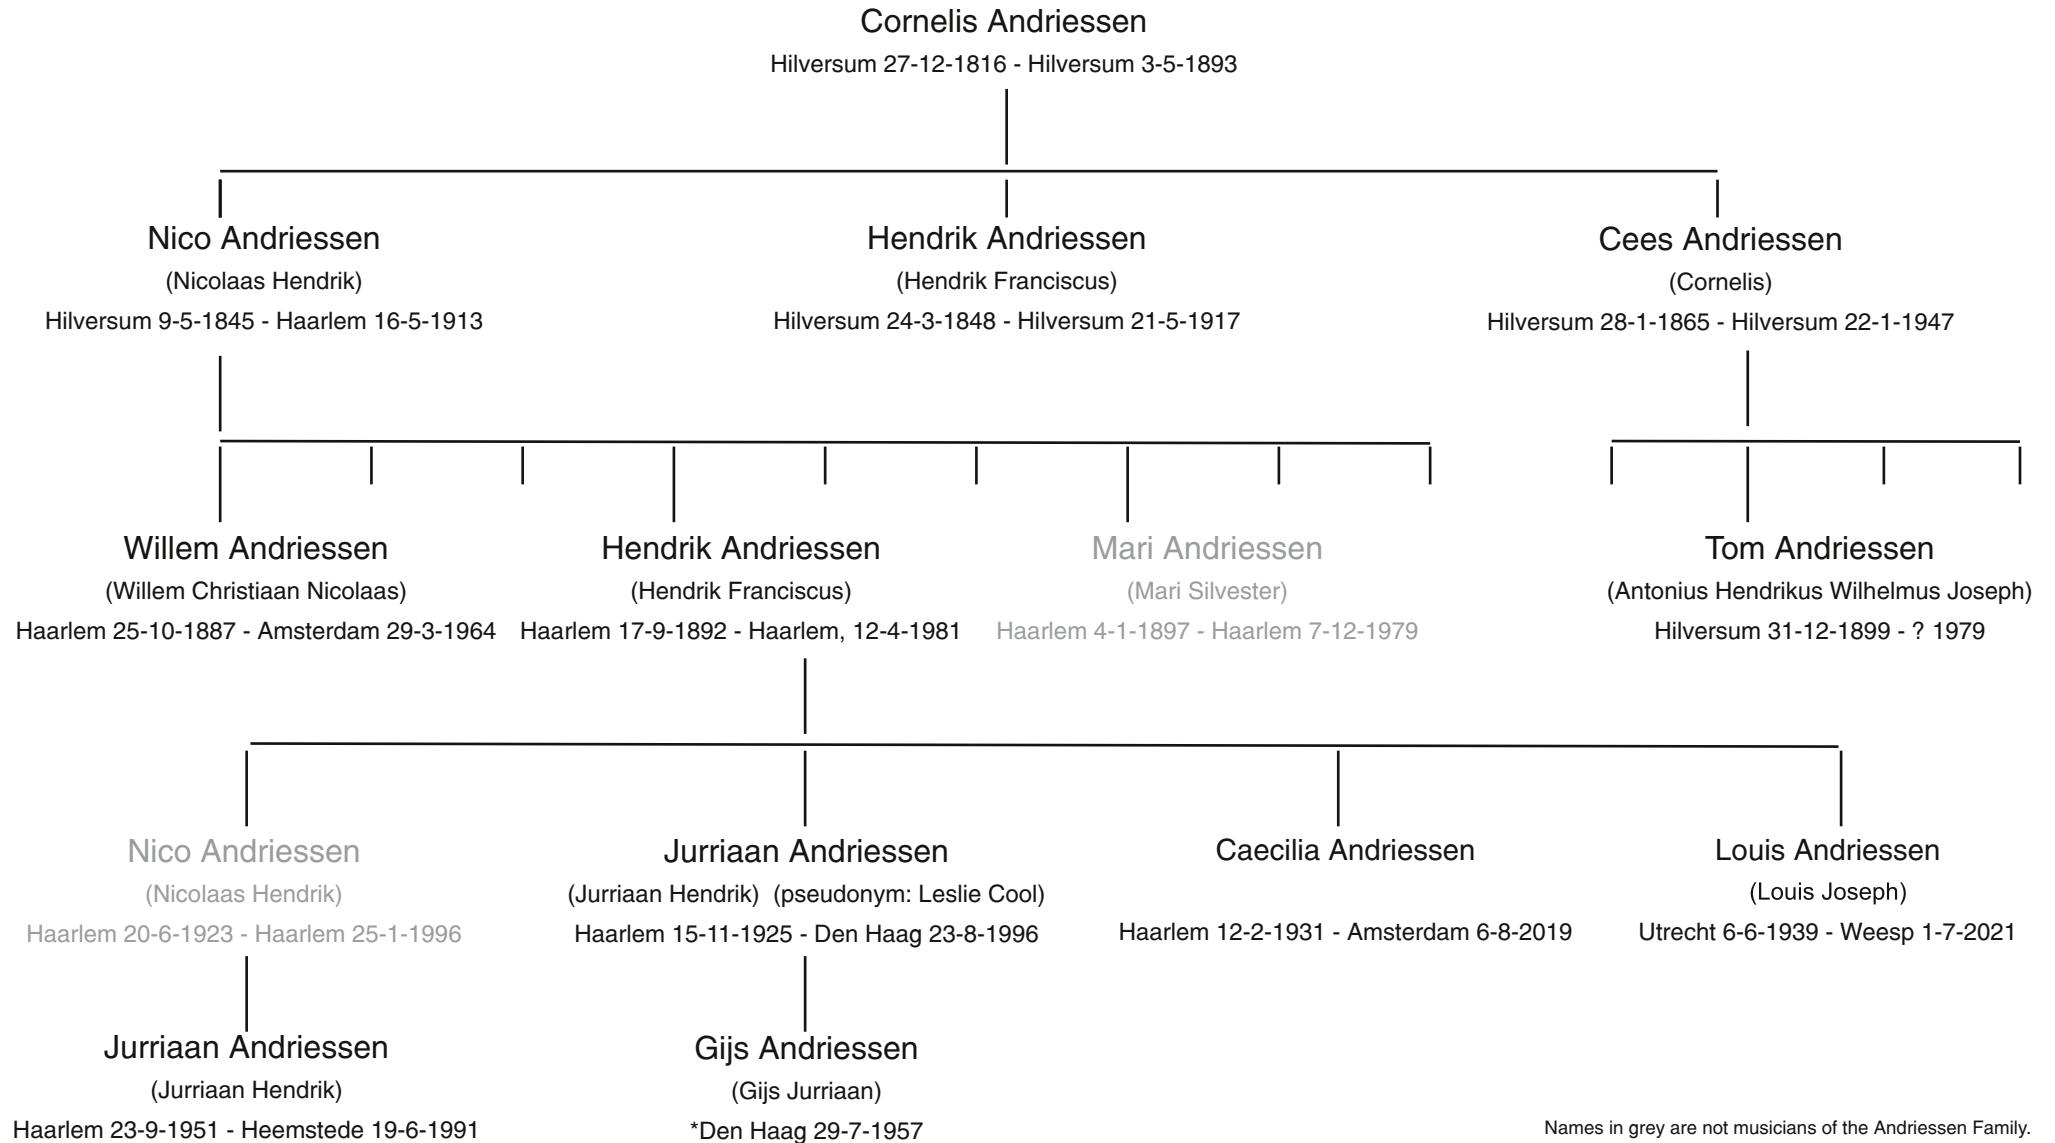 Cornelis Andriessen
Hilversum 27-12-1816 - Hilversum 3-5-1893
Nico Andriessen
(Nicolaas Hendrik)
Hilversum 9-5-1845 - Haarlem 16-5-1913
Hendrik Andriessen
(Hendrik Franciscus)
Hilversum 24-3-1848 - Hilversum 21-5-1917
Cees Andriessen
(Cornelis)
Hilversum 28-1-1865 - Hilversum 22-1-1947
Willem Andriessen
(Willem Christiaan Nicolaas)
Haarlem 25-10-1887 - Amsterdam 29-3-1964
Hendrik Andriessen
(Hendrik Franciscus)
Haarlem 17-9-1892 - Haarlem, 12-4-1981
Mari Andriessen
(Mari Silvester)
Haarlem 4-1-1897 - Haarlem 7-12-1979
Tom Andriessen
(Antonius Hendrikus Wilhelmus Joseph)
Hilversum 31-12-1899 - ? 1979
Nico Andriessen
(Nicolaas Hendrik)
Haarlem 20-6-1923 - Haarlem 25-1-1996
Jurriaan Andriessen
(Jurriaan Hendrik) (pseudonym: Leslie Cool)
Haarlem 15-11-1925 - Den Haag 23-8-1996
Caecilia Andriessen
Haarlem 12-2-1931 - Amsterdam 6-8-2019
Louis Andriessen
(Louis Joseph)
Utrecht 6-6-1939 - Weesp 1-7-2021
Jurriaan Andriessen
(Jurriaan Hendrik)
Haarlem 23-9-1951 - Heemstede 19-6-1991
Gijs Andriessen
(Gijs Jurriaan)
*Den Haag 29-7-1957
Names in grey are not musicians of the Andriessen Family.